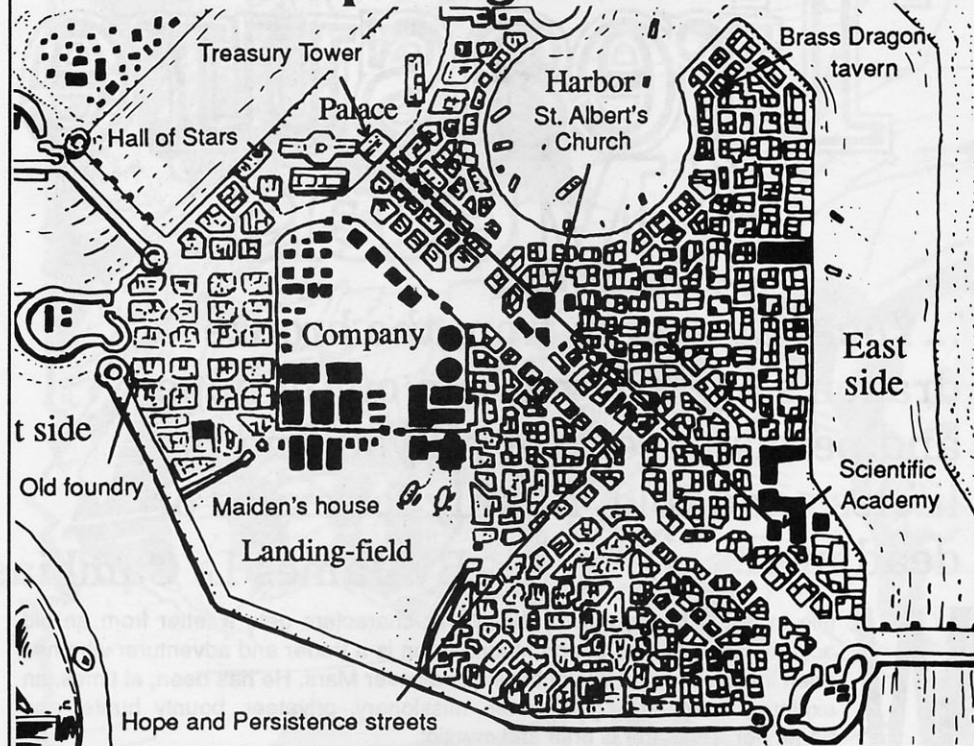 Treasury Tower
Brass Dragon
tavern
Harbor
Palace
St. Albert's
Church
Hall of Stars
Company
East
side
t side
Scientific
Academy
Old foundry
Maiden's house
Landing-field
Hope and Persistence streets